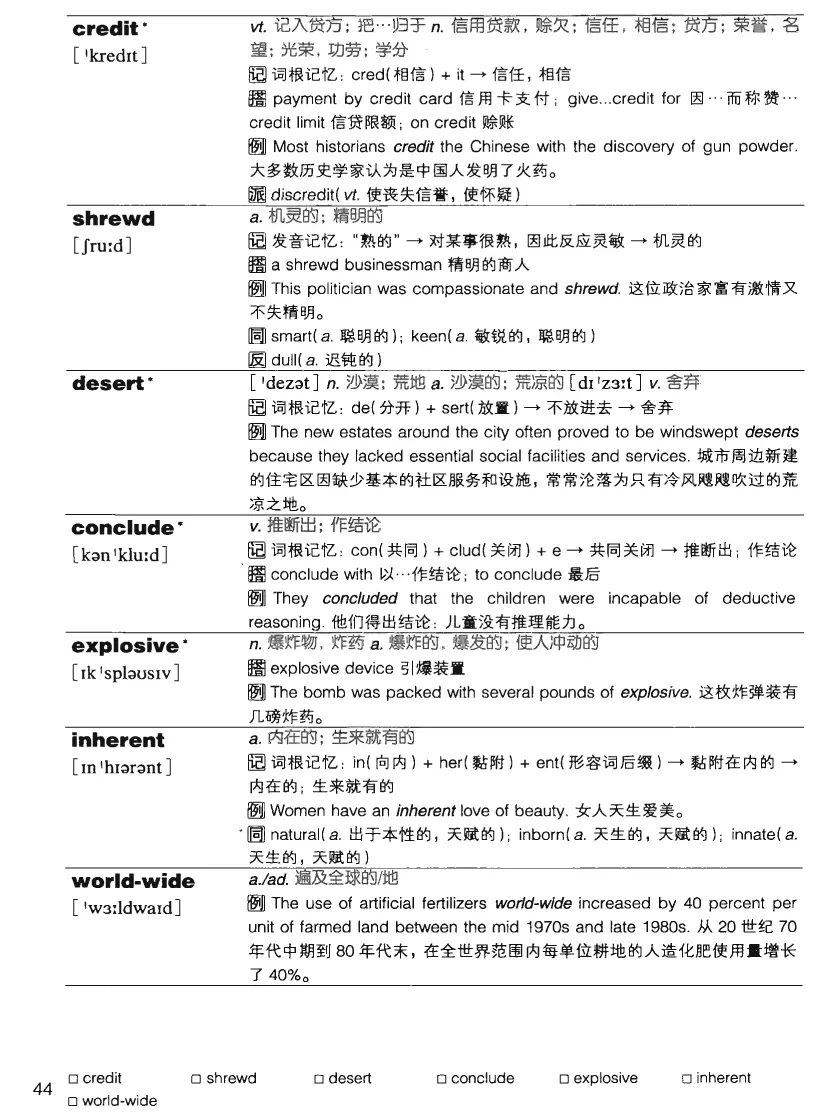 credit* vt. 记入贷方; 把…归于 n. 信用贷款, 赊欠; 信任, 相信; 贷方; 荣誉, 名
[ˈkredɪt] 望; 光荣, 功劳; 学分
[记] 词根记忆: cred(相信) + it → 信任, 相信
[搭] payment by credit card 信用卡支付; give...credit for 因…而称赞…
credit limit 信贷限额; on credit 赊账
[例] Most historians credit the Chinese with the discovery of gun powder.
大多数历史学家认为是中国人发明了火药。
[派] discredit(vt. 使丧失信誉, 使怀疑)
shrewd a. 机灵的; 精明的
[ʃruːd] [记] 发音记忆: "熟的" → 对某事很熟, 因此反应灵敏 → 机灵的
[搭] a shrewd businessman 精明的商人
[例] This politician was compassionate and shrewd. 这位政治家富有激情又
不失精明。
[同] smart(a. 聪明的); keen(a. 敏锐的, 聪明的)
[反] dull(a. 迟钝的)
desert* [ˈdezət] n. 沙漠; 荒地 a. 沙漠的; 荒凉的 [dɪˈzɜːt] v. 舍弃
[记] 词根记忆: de(分开) + sert(放置) → 不放进去 → 舍弃
[例] The new estates around the city often proved to be windswept deserts
because they lacked essential social facilities and services. 城市周边新建
的住宅区因缺少基本的社区服务和设施, 常常沦落为只有冷风飕飕吹过的荒
凉之地。
conclude* v. 推断出; 作结论
[kənˈkluːd] [记] 词根记忆: con(共同) + clud(关闭) + e → 共同关闭 → 推断出; 作结论
[搭] conclude with 以…作结论; to conclude 最后
[例] They concluded that the children were incapable of deductive
reasoning. 他们得出结论: 儿童没有推理能力。
explosive* n. 爆炸物, 炸药 a. 爆炸的, 爆发的; 使人冲动的
[ɪkˈspləʊsɪv] [搭] explosive device 引爆装置
[例] The bomb was packed with several pounds of explosive. 这枚炸弹装有
几磅炸药。
inherent a. 内在的; 生来就有的
[ɪnˈhɪərənt] [记] 词根记忆: in(向内) + her(黏附) + ent(形容词后缀) → 黏附在内的 →
内在的; 生来就有的
[例] Women have an inherent love of beauty. 女人天生爱美。
[同] natural(a. 出于本性的, 天赋的); inborn(a. 天生的, 天赋的); innate(a.
天生的, 天赋的)
world-wide a./ad. 遍及全球的/地
[ˈwɜːldwaɪd] [例] The use of artificial fertilizers world-wide increased by 40 percent per
unit of farmed land between the mid 1970s and late 1980s. 从 20 世纪 70
年代中期到 80 年代末, 在全世界范围内每单位耕地的人造化肥使用量增长
了 40%。
44 □ credit □ shrewd □ desert □ conclude □ explosive □ inherent
□ world-wide